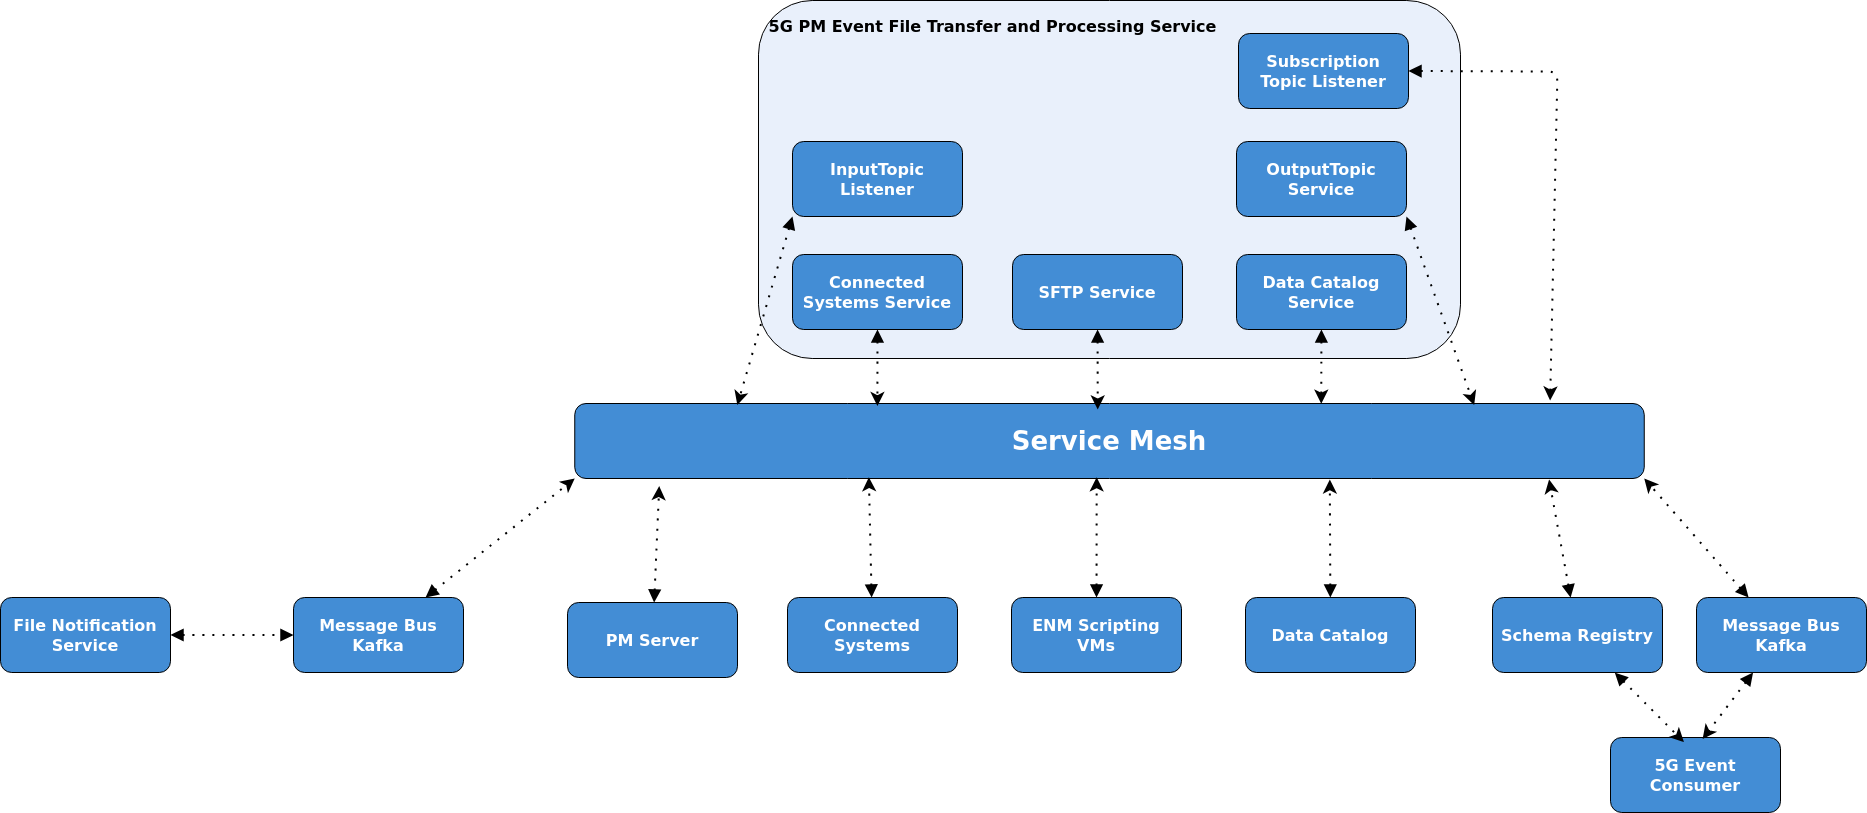 5G PM Event File Transfer and Processing Service
Subscription
Topic Listener
InputTopic
Listener
OutputTopic
Service
Connected
Systems Service
SFTP Service
Data Catalog
Service
Service Mesh
File Notification
Service
Message Bus
Kafka
PM Server
Connected
Systems
ENM Scripting
VMs
Data Catalog
Schema Registry
Message Bus
Kafka
5G Event
Consumer